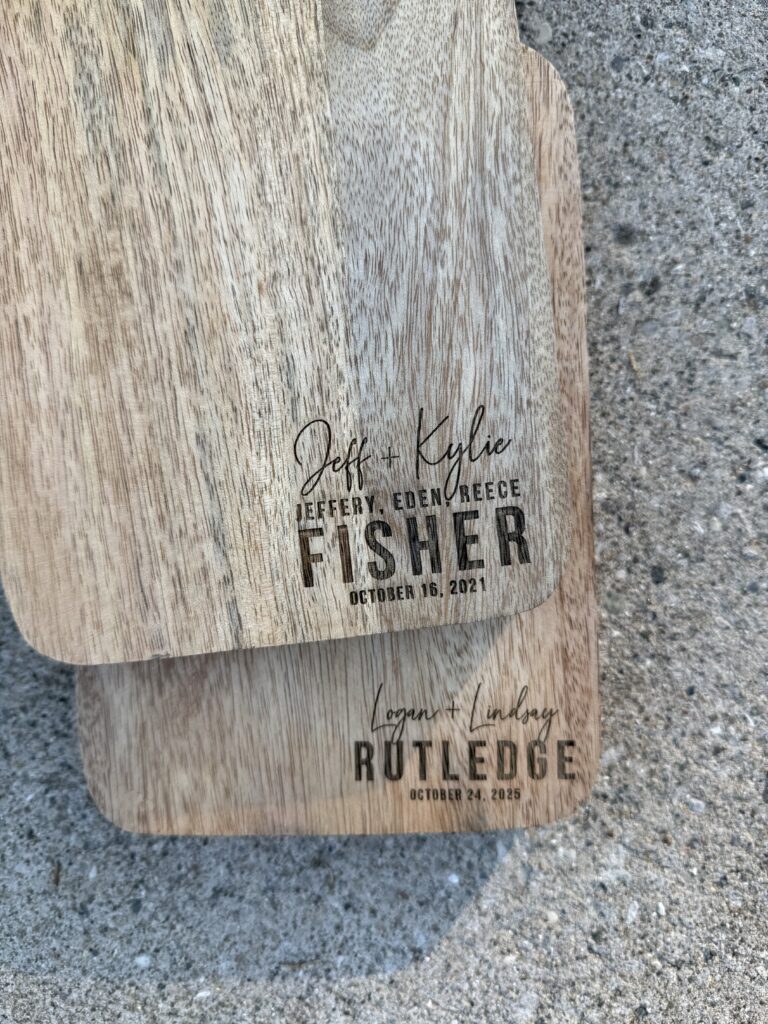 Jeff + Kylie
JEFFERY, EDEN, REECE
FISHER
OCTOBER 16, 2021
Logan + Lindsay
RUTLEDGE
OCTOBER 24, 2025